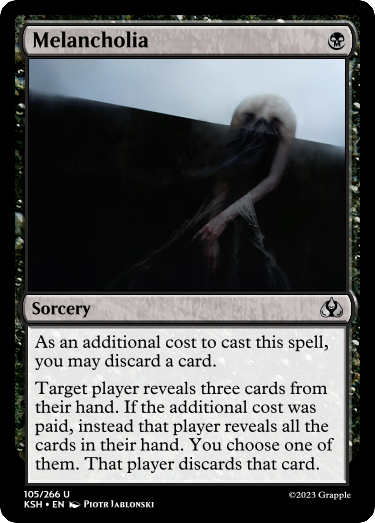 Melancholia
Sorcery
As an additional cost to cast this spell,
you may discard a card.
Target player reveals three cards from
their hand. If the additional cost was
paid, instead that player reveals all the
cards in their hand. You choose one of
them. That player discards that card.
105/266 U
KSH • EN Piotr Jablonski
©2023 Grapple